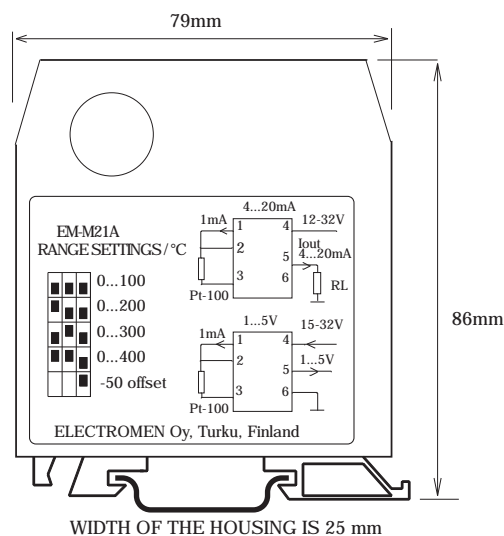 79mm
86mm
EM-M21A
RANGE SETTINGS / °C
0...100
0...200
0...300
0...400
-50 offset
4...20mA
1mA
1
2
3
4
5
6
12-32V
Iout
4...20mA
RL
Pt-100
1...5V
1mA
1
2
3
4
5
6
15-32V
1...5V
Pt-100
ELECTROMEN Oy, Turku, Finland
WIDTH OF THE HOUSING IS 25 mm